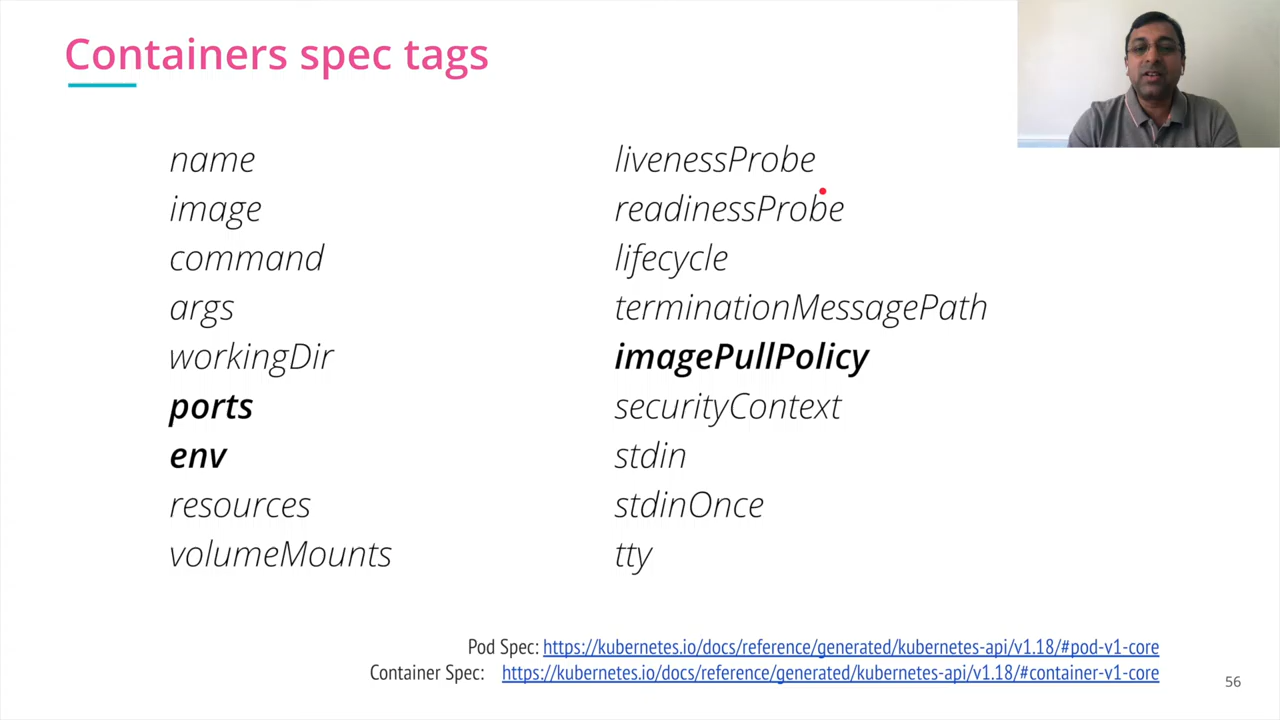 Containers spec tags
name
image
command
args
workingDir
ports
env
resources
volumeMounts
livenessProbe
readinessProbe
lifecycle
terminationMessagePath
imagePullPolicy
securityContext
stdin
stdinOnce
tty
Pod Spec: https://kubernetes.io/docs/reference/generated/kubernetes-api/v1.18/#pod-v1-core
Container Spec: https://kubernetes.io/docs/reference/generated/kubernetes-api/v1.18/#container-v1-core
56